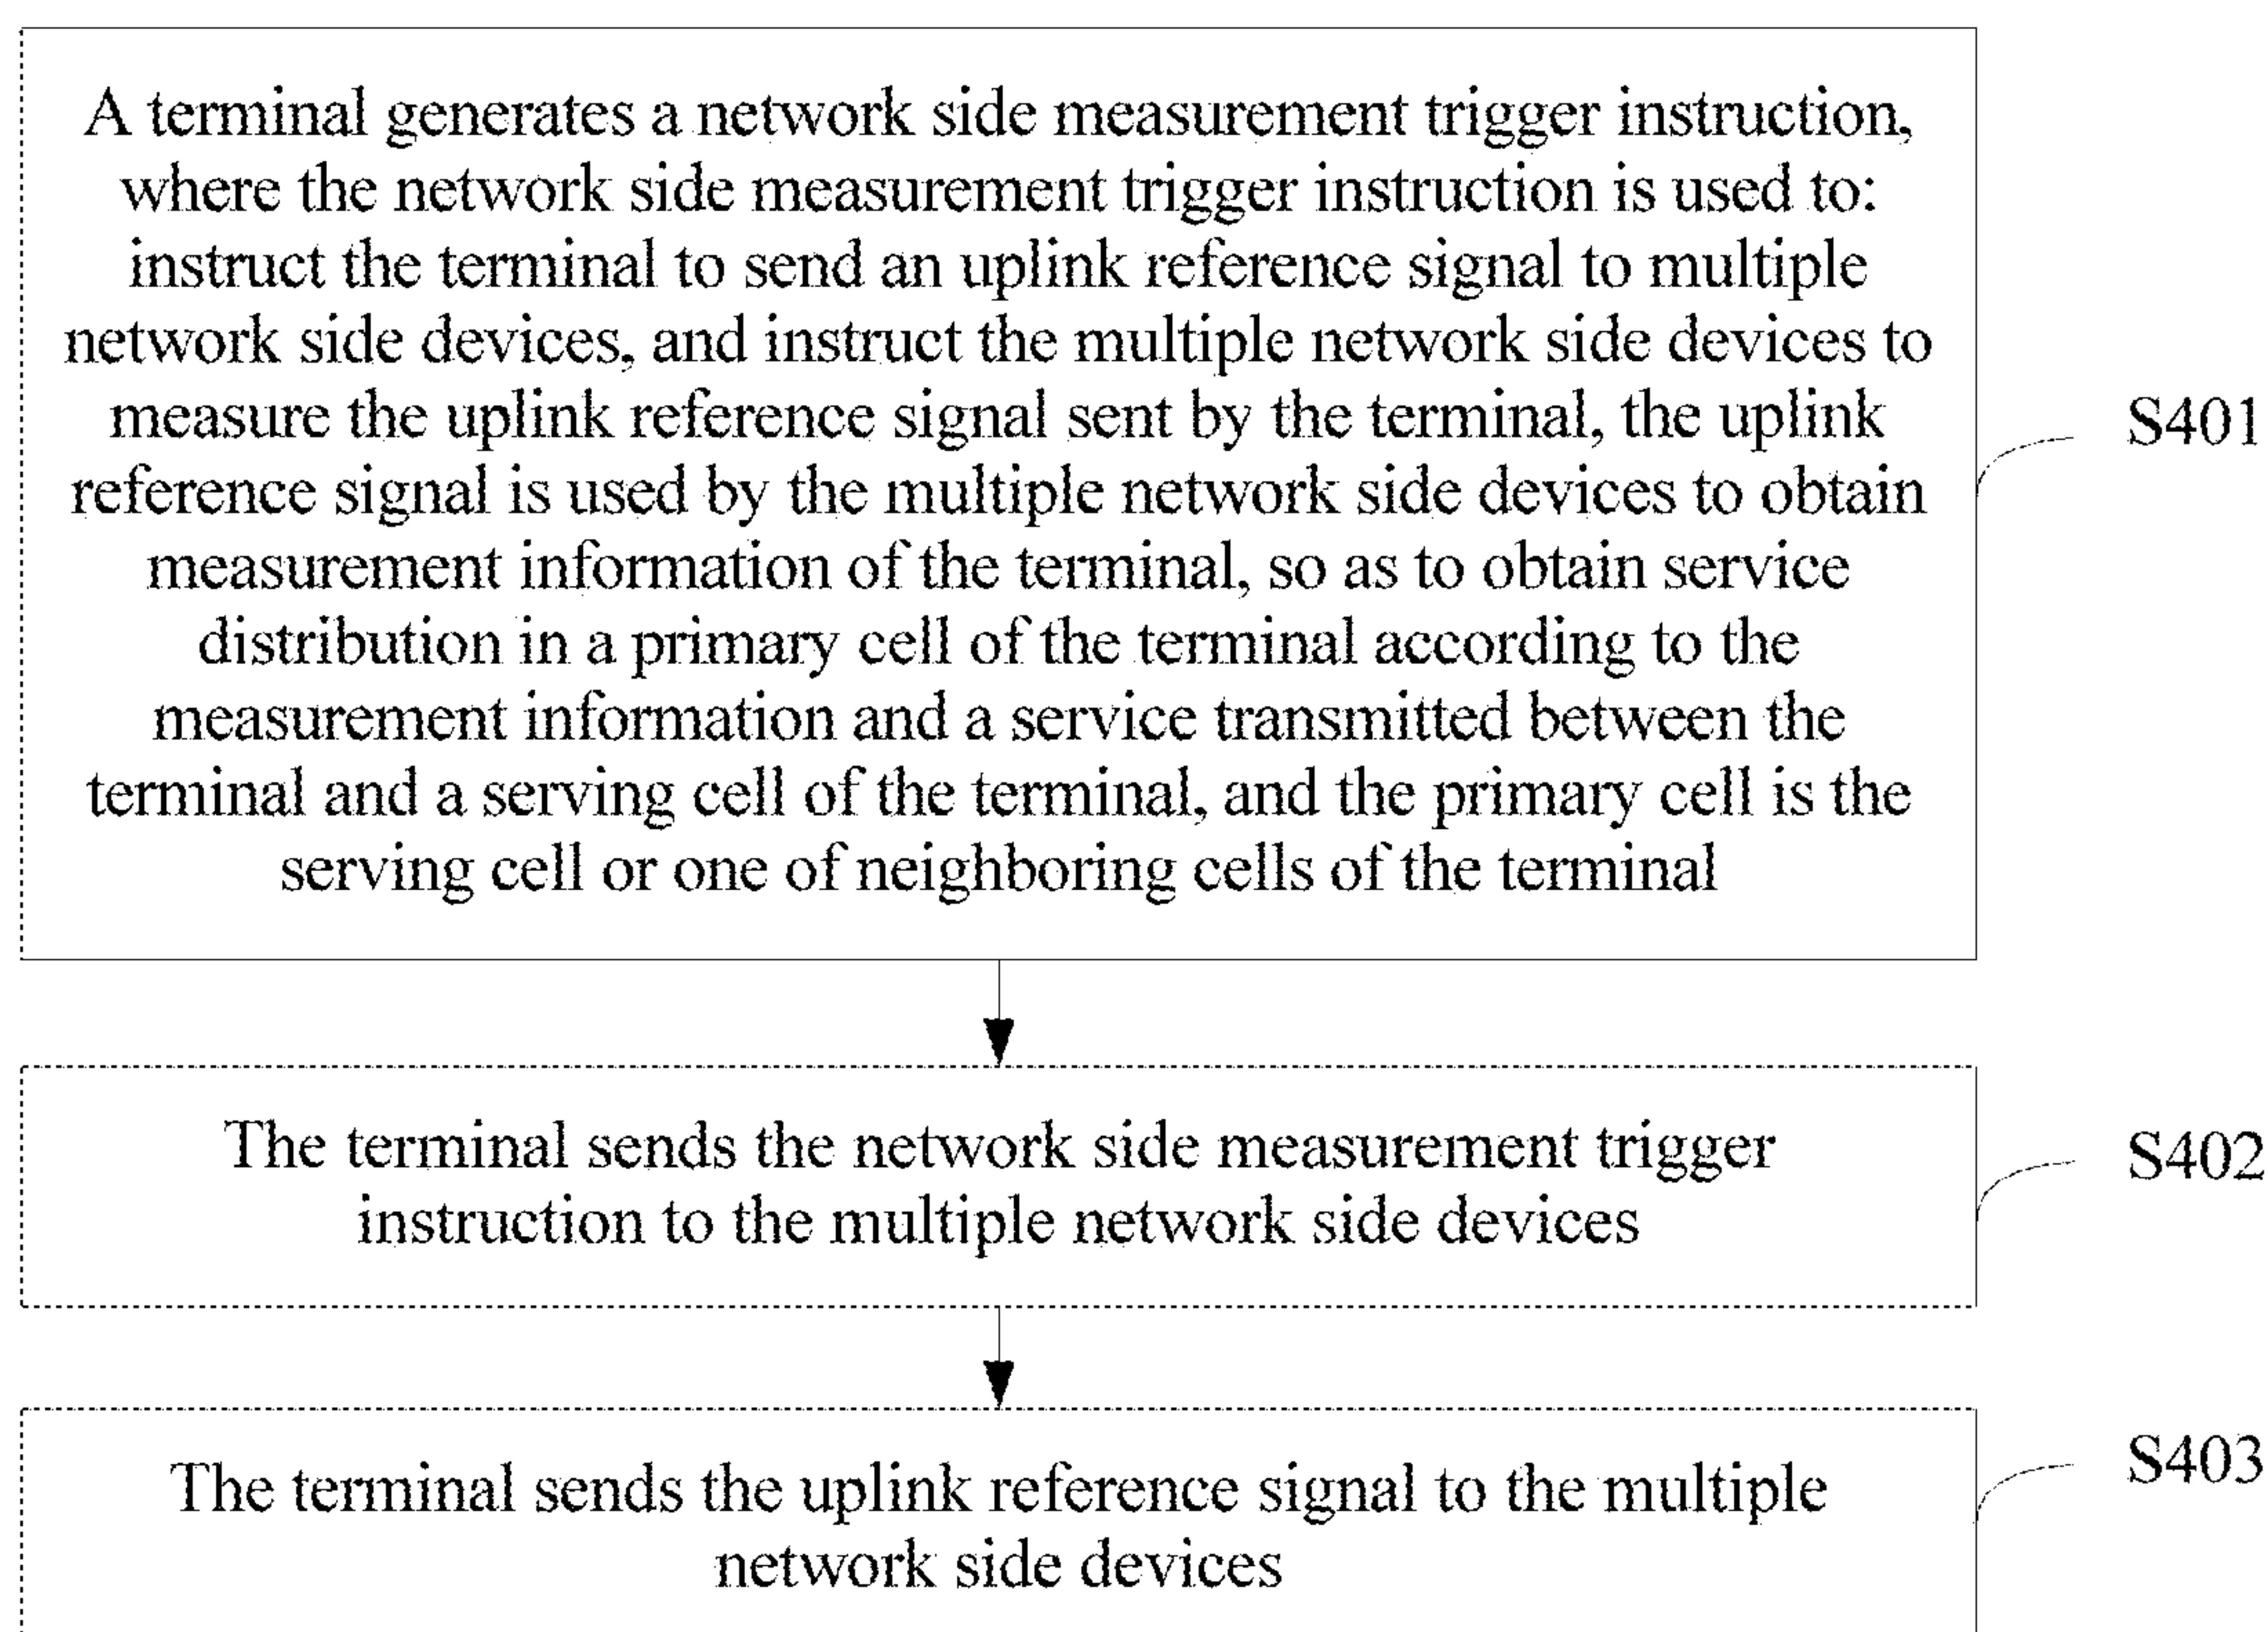 A terminal generates a network side measurement trigger instruction,
where the network side measurement trigger instruction is used to:
instruct the terminal to send an uplink reference signal to multiple
network side devices, and instruct the multiple network side devices to
measure the uplink reference signal sent by the terminal, the uplink
reference signal is used by the multiple network side devices to obtain
measurement information of the terminal, so as to obtain service
distribution in a primary cell of the terminal according to the
measurement information and a service transmitted between the
terminal and a serving cell of the terminal, and the primary cell is the
serving cell or one of neighboring cells of the terminal
S401
The terminal sends the network side measurement trigger
instruction to the multiple network side devices
S402
The terminal sends the uplink reference signal to the multiple
network side devices
S403